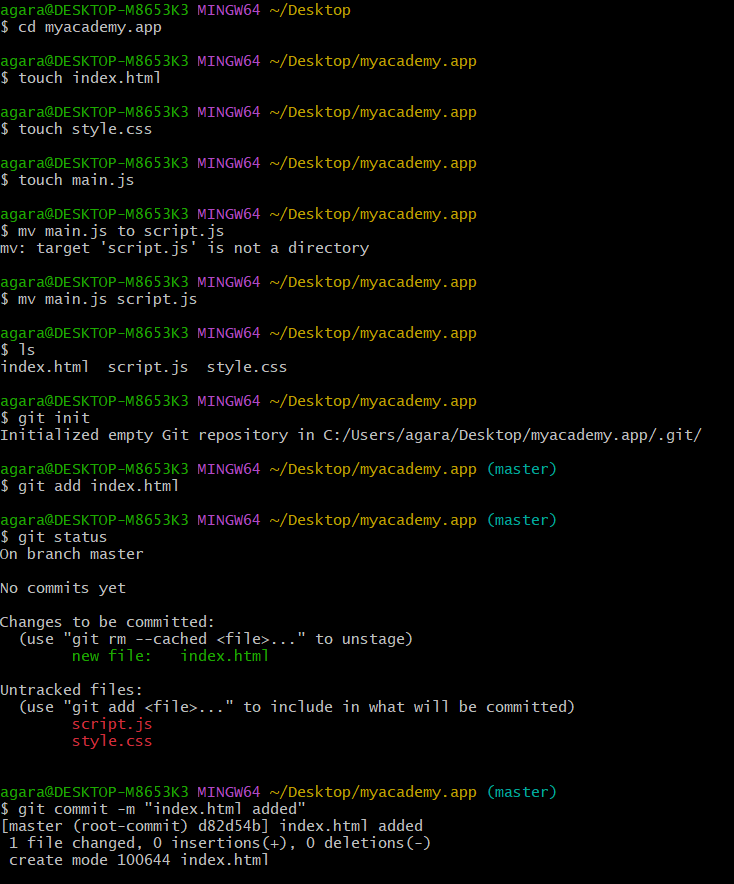 agara@DESKTOP-M8653K3 MINGW64 ~/Desktop
$ cd myacademy.app
agara@DESKTOP-M8653K3 MINGW64 ~/Desktop/myacademy.app
$ touch index.html
agara@DESKTOP-M8653K3 MINGW64 ~/Desktop/myacademy.app
$ touch style.css
agara@DESKTOP-M8653K3 MINGW64 ~/Desktop/myacademy.app
$ touch main.js
agara@DESKTOP-M8653K3 MINGW64 ~/Desktop/myacademy.app
$ mv main.js to script.js
mv: target 'script.js' is not a directory
agara@DESKTOP-M8653K3 MINGW64 ~/Desktop/myacademy.app
$ mv main.js script.js
agara@DESKTOP-M8653K3 MINGW64 ~/Desktop/myacademy.app
$ ls
index.html  script.js  style.css
agara@DESKTOP-M8653K3 MINGW64 ~/Desktop/myacademy.app
$ git init
Initialized empty Git repository in C:/Users/agara/Desktop/myacademy.app/.git/
agara@DESKTOP-M8653K3 MINGW64 ~/Desktop/myacademy.app (master)
$ git add index.html
agara@DESKTOP-M8653K3 MINGW64 ~/Desktop/myacademy.app (master)
$ git status
On branch master
No commits yet
Changes to be committed:
  (use "git rm --cached <file>..." to unstage)
        new file:   index.html
Untracked files:
  (use "git add <file>..." to include in what will be committed)
        script.js
        style.css
agara@DESKTOP-M8653K3 MINGW64 ~/Desktop/myacademy.app (master)
$ git commit -m "index.html added"
[master (root-commit) d82d54b] index.html added
 1 file changed, 0 insertions(+), 0 deletions(-)
 create mode 100644 index.html